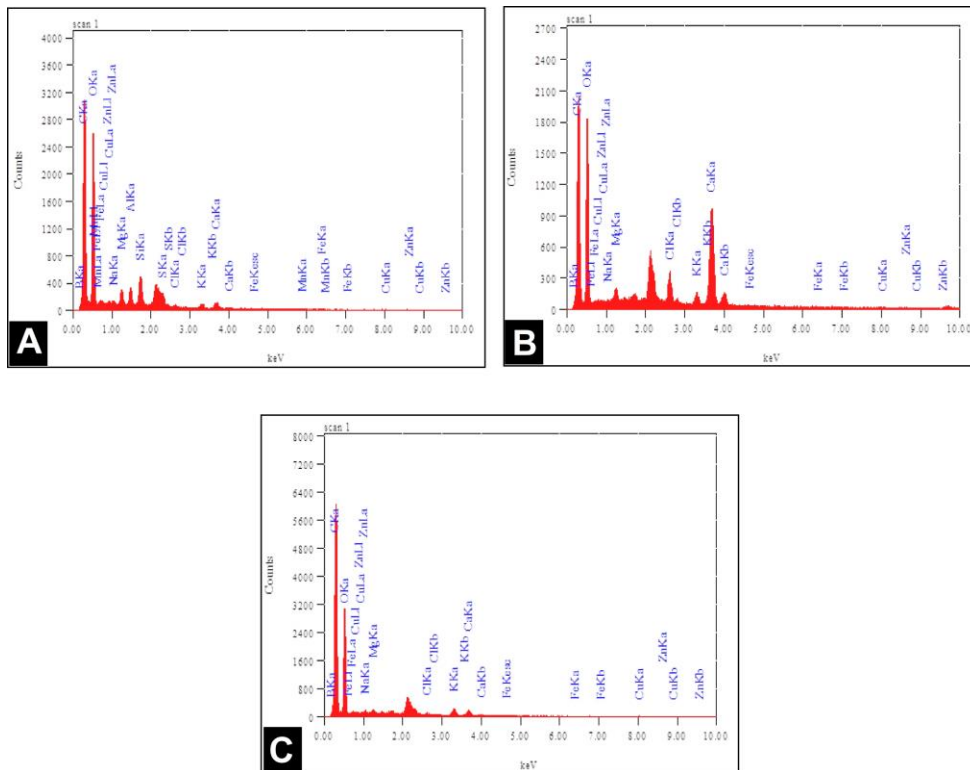 scan 1
4000
3600
3200
2800
2400
2000
1600
1200
800
400
0
Counts
BKa
CKa
OKa
MnLa
FeLa
CuLl
CuLa
ZnLl
ZnLa
NaKa
MgKa
AlKa
SiKa
SKa
SKb
ClKa
ClKb
KKa
KKb
CaKa
CaKb
FeKesc
MnKa
MnKb
FeKa
FeKb
CuKa
ZnKa
CuKb
ZnKb
0.00 1.00 2.00 3.00 4.00 5.00 6.00 7.00 8.00 9.00 10.00
keV
A
scan 1
2700
2400
2100
1800
1500
1200
900
600
300
0
Counts
BKa
CKa
OKa
FeLl
FeLa
CuLl
CuLa
ZnLl
ZnLa
NaKa
MgKa
ClKa
ClKb
KKa
KKb
CaKa
CaKb
FeKesc
FeKa
FeKb
CuKa
ZnKa
CuKb
ZnKb
0.00 1.00 2.00 3.00 4.00 5.00 6.00 7.00 8.00 9.00 10.00
keV
B
scan 1
8000
7200
6400
5600
4800
4000
3200
2400
1600
800
0
Counts
BKa
CKa
OKa
FeLl
FeLa
CuLl
CuLa
ZnLl
ZnLa
NaKa
MgKa
ClKa
ClKb
KKa
KKb
CaKa
CaKb
FeKesc
FeKa
FeKb
CuKa
ZnKa
CuKb
ZnKb
0.00 1.00 2.00 3.00 4.00 5.00 6.00 7.00 8.00 9.00 10.00
keV
C